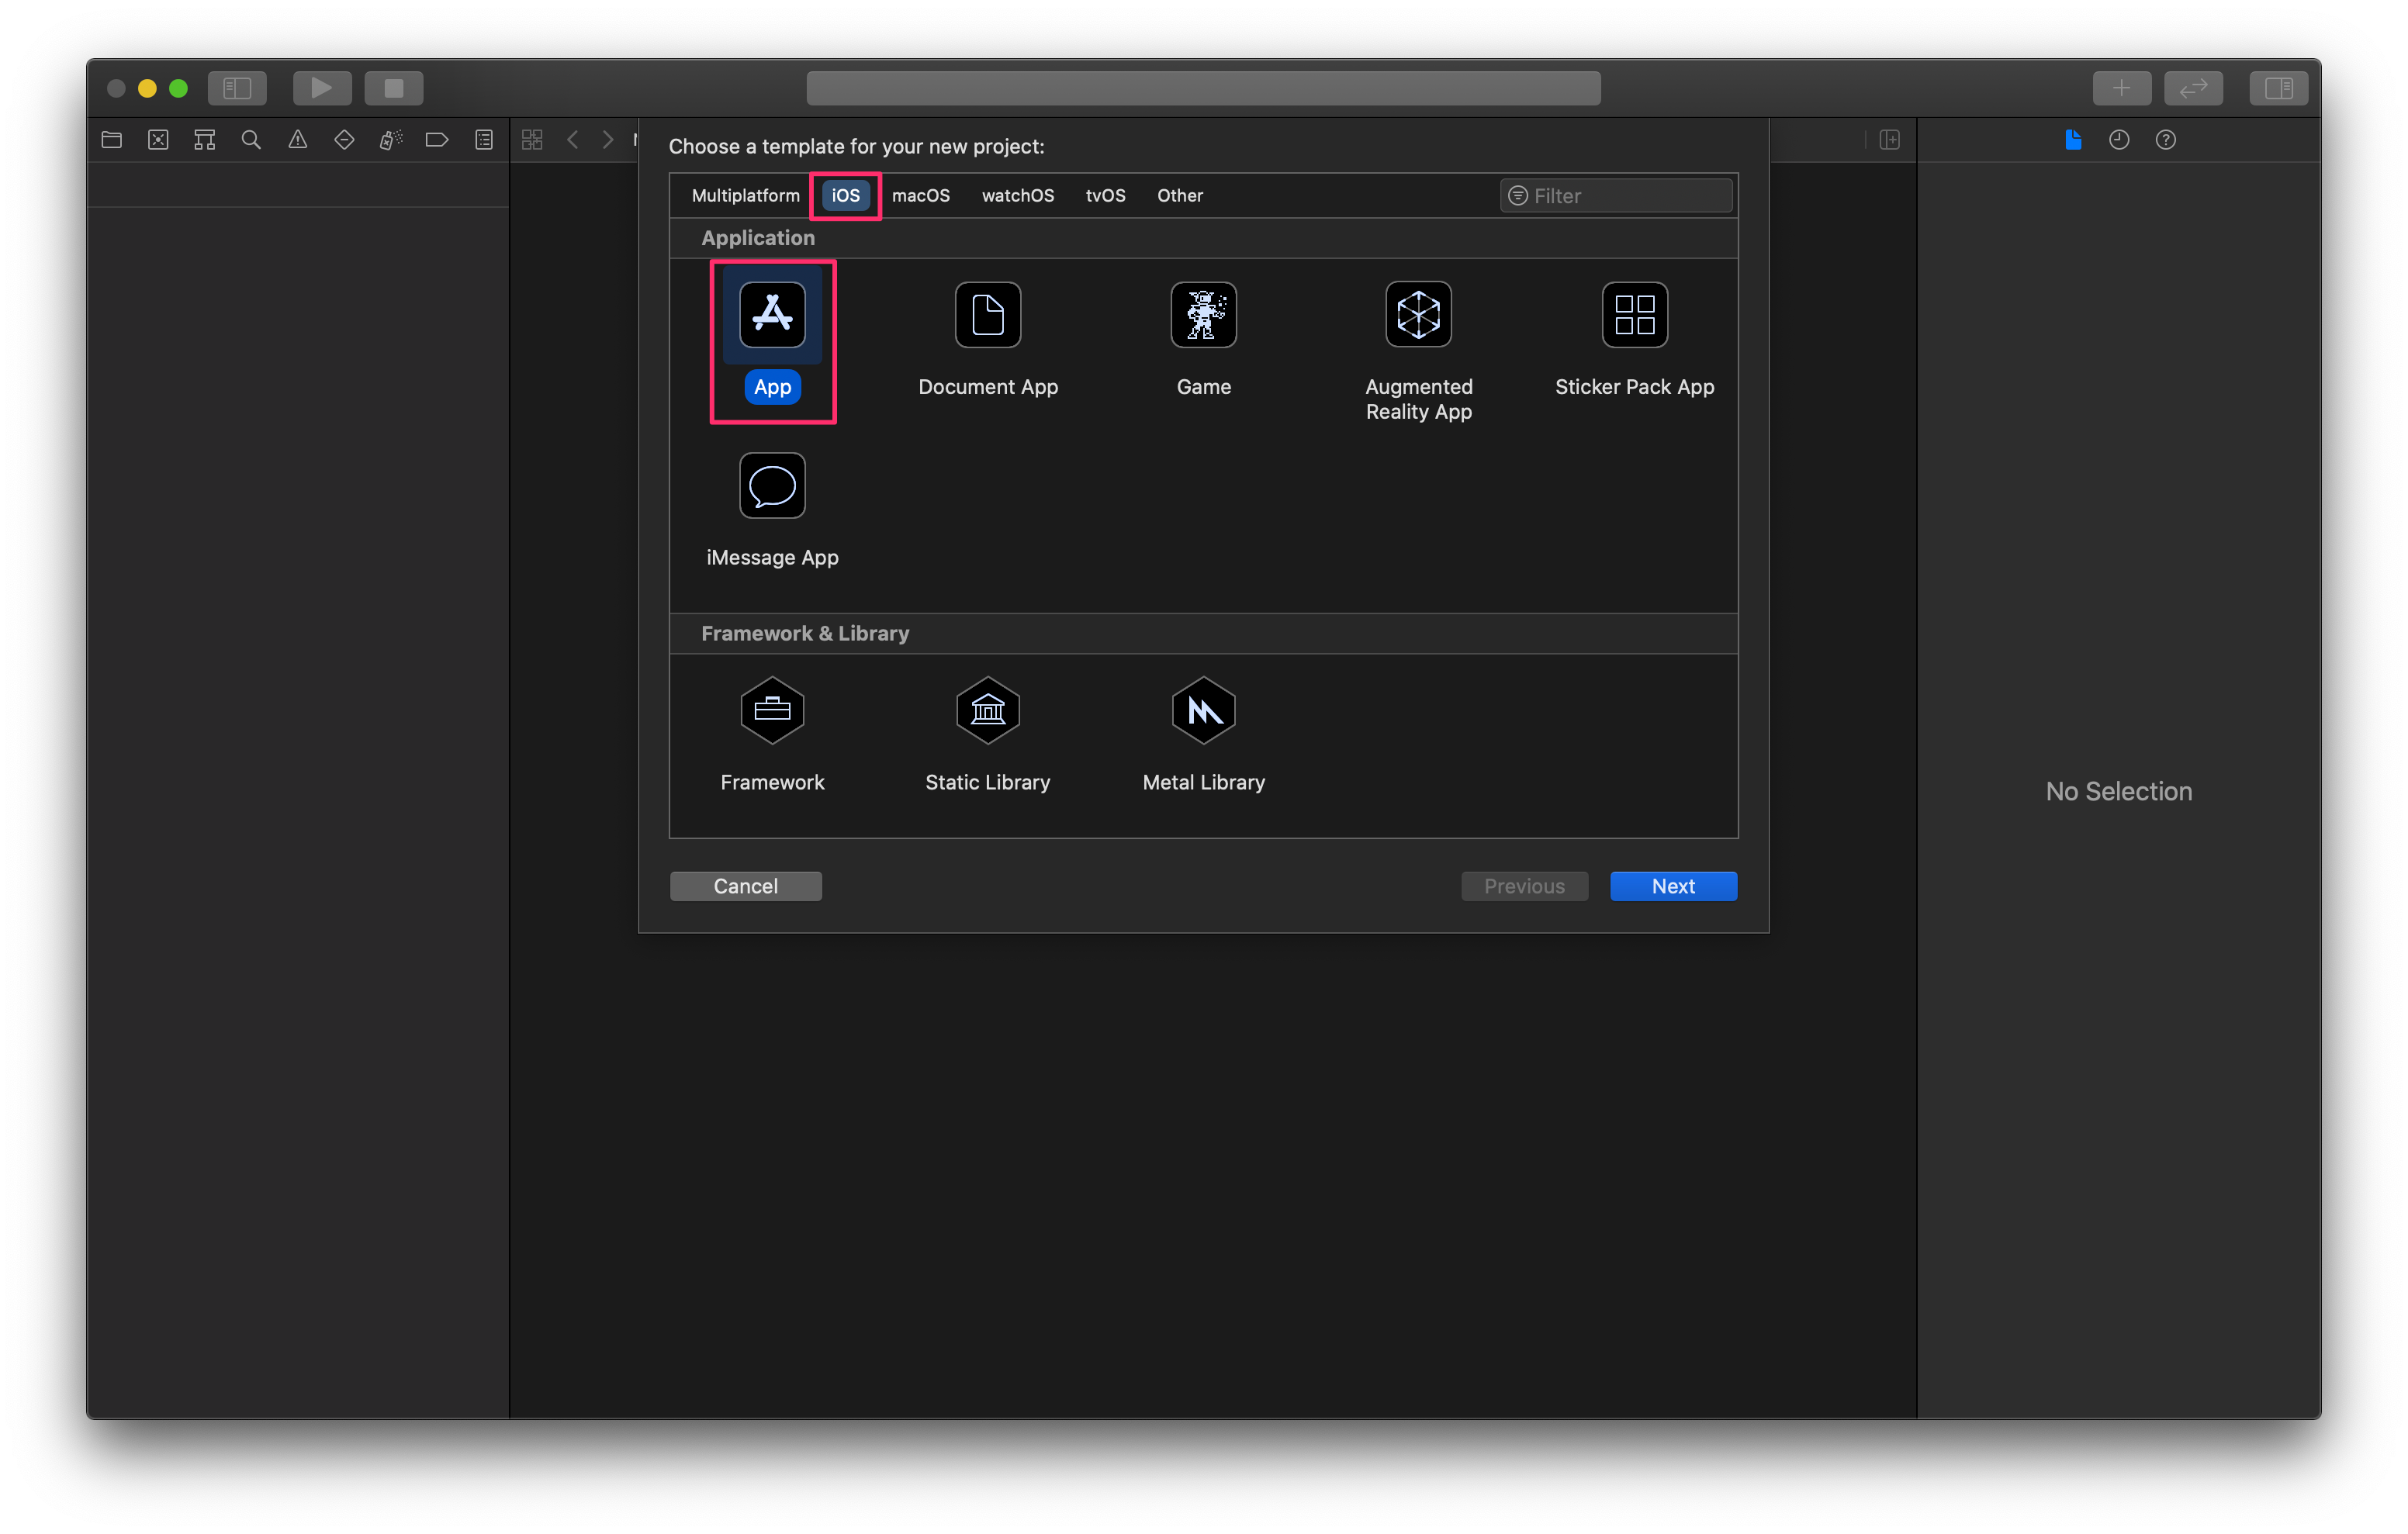 Choose a template for your new project:
Multiplatform iOS macOS watchOS tvOS Other Filter
Application
App Document App Game Augmented Reality App Sticker Pack App
iMessage App
Framework & Library
Framework Static Library Metal Library
No Selection
Cancel Previous Next